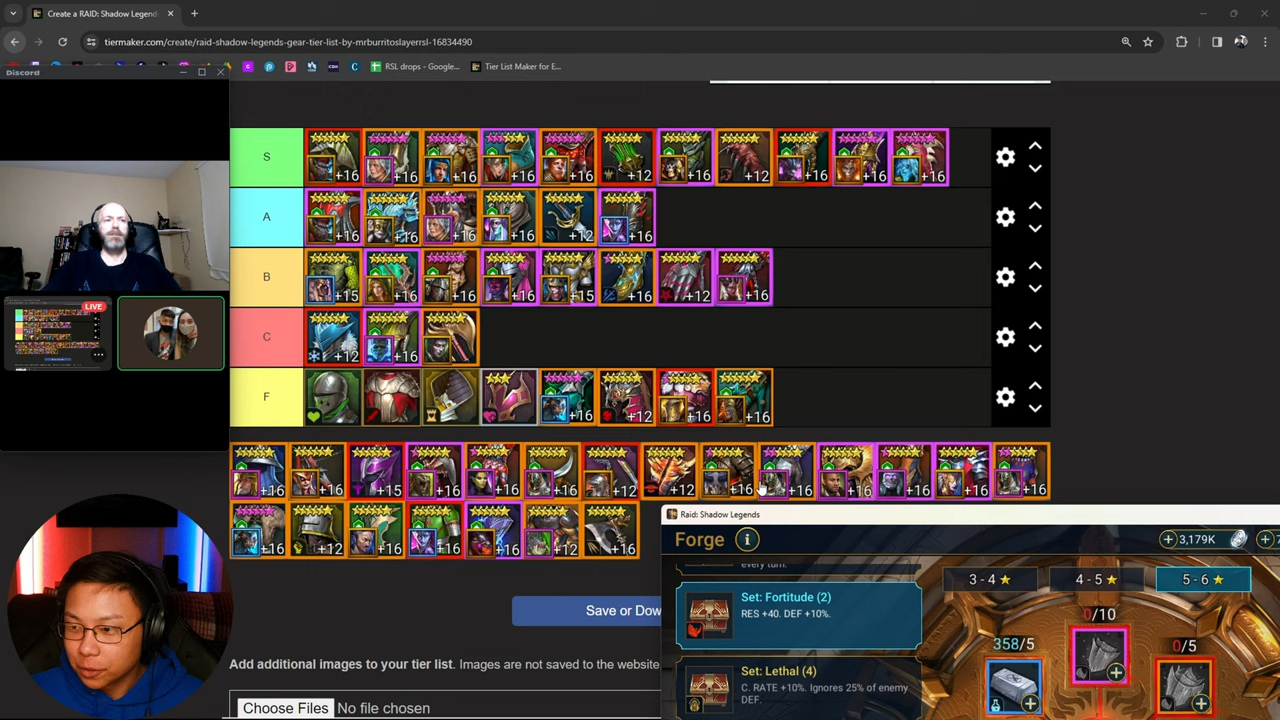 Create a RAID: Shadow Legend
tiermaker.com/create/raid-shadow-legends-gear-tier-list-by-mrburritoslayerrsl-16834490
RSL drops - Google...
Tier List Maker for E...
Discord
S
+16 +16 +16 +16 +16 +12 +16 +12 +16 +16 +16
A
+16 +16 +16 +16 +12 +16
LIVE
B
+15 +16 +16 +16 +15 +16 +12 +16
C
+12 +16
F
+16 +12 +16 +16
+16 +16 +15 +16 +16 +16 +12 +12 +16 +16 +16 +16 +16 +16
+16 +12 +16 +16 +16 +12 +16
Raid: Shadow Legends
Forge
i
3,179K
every turn.
3 - 4
4 - 5
5 - 6
Set: Fortitude (2)
RES +40. DEF +10%.
0/10
358/5
0/5
Save or Dow
Add additional images to your tier list. Images are not saved to the website
Set: Lethal (4)
C. RATE +10%. Ignores 25% of enemy
DEF.
Choose Files No file chosen